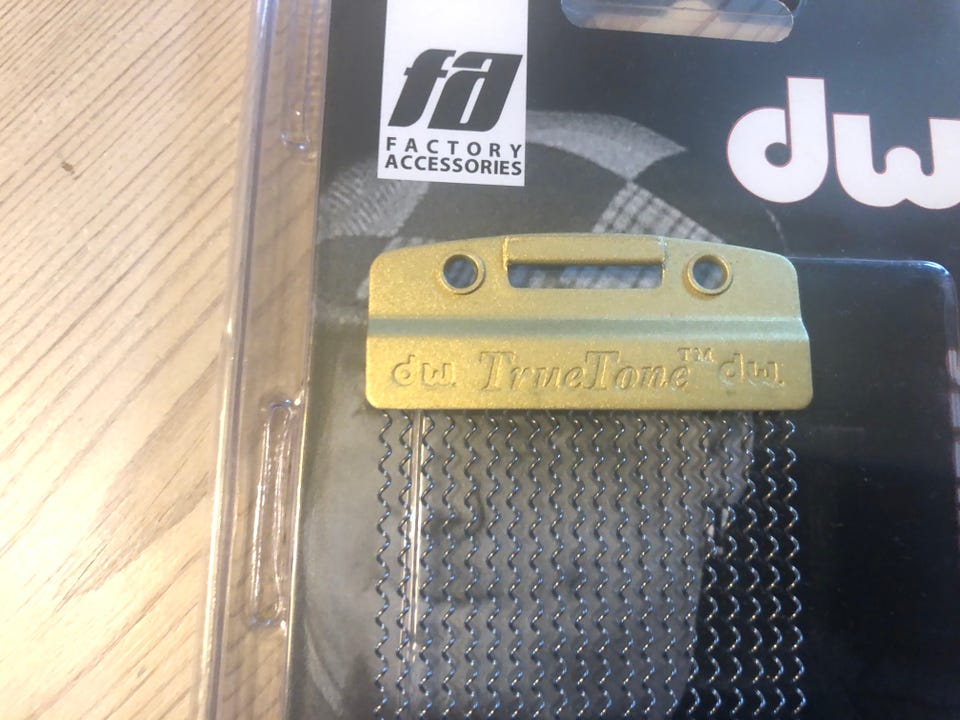 fa
FACTORY
ACCESSORIES
dw
dw TrueTone™ dw